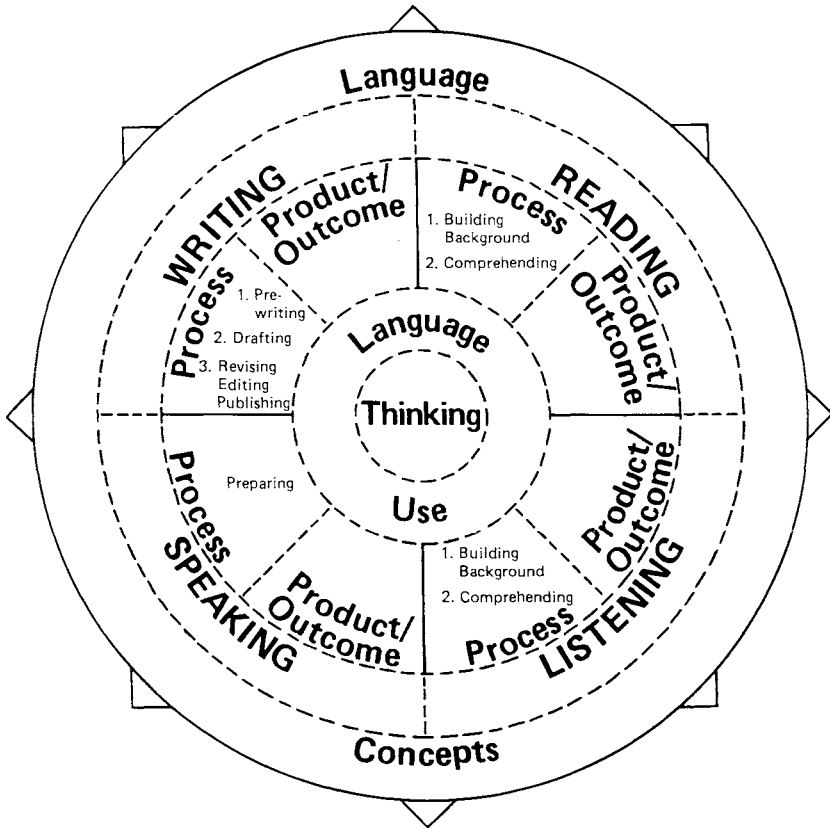 Language
WRITING
Product/
Outcome
Process
1. Pre-
writing
2. Drafting
3. Revising
Editing
Publishing
READING
Process
1. Building
Background
2. Comprehending
Product/
Outcome
Language
Thinking
Use
Process
Preparing
SPEAKING
Product/
Outcome
1. Building
Background
2. Comprehending
Process
LISTENING
Product/
Outcome
Concepts